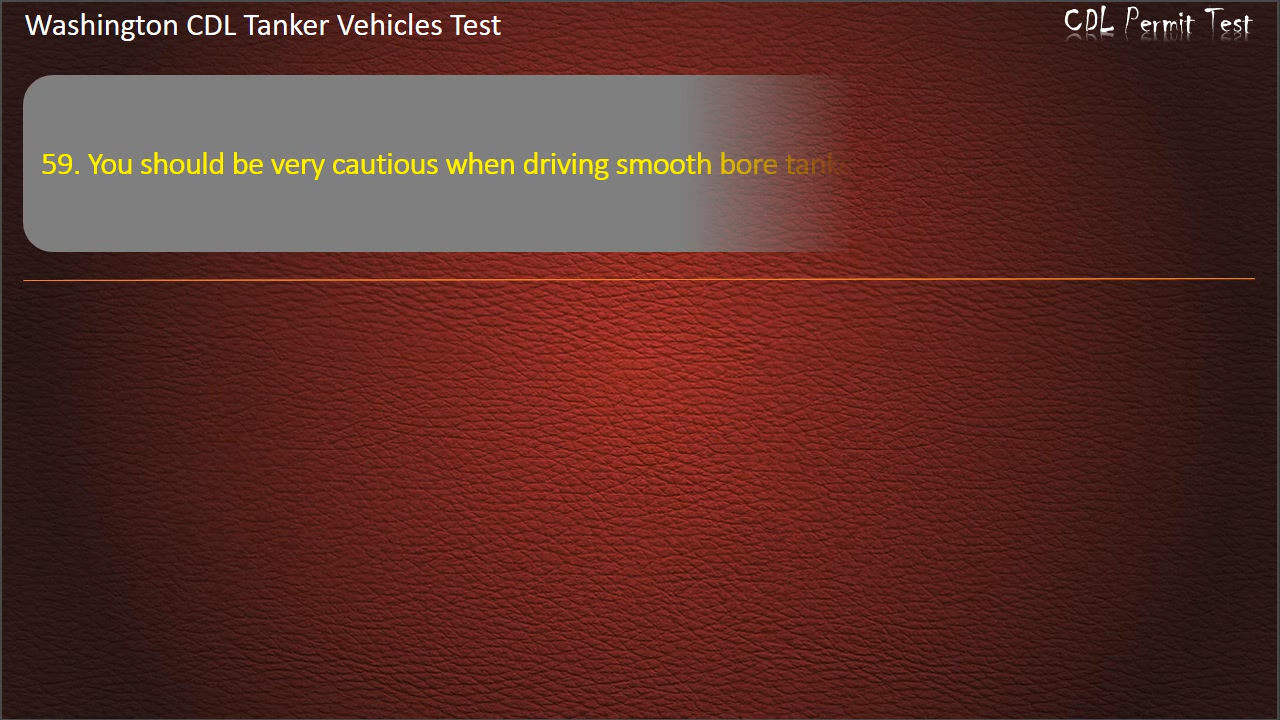 Washington CDL Tanker Vehicles Test
CDL Permit Test
59. You should be very cautious when driving smooth bore